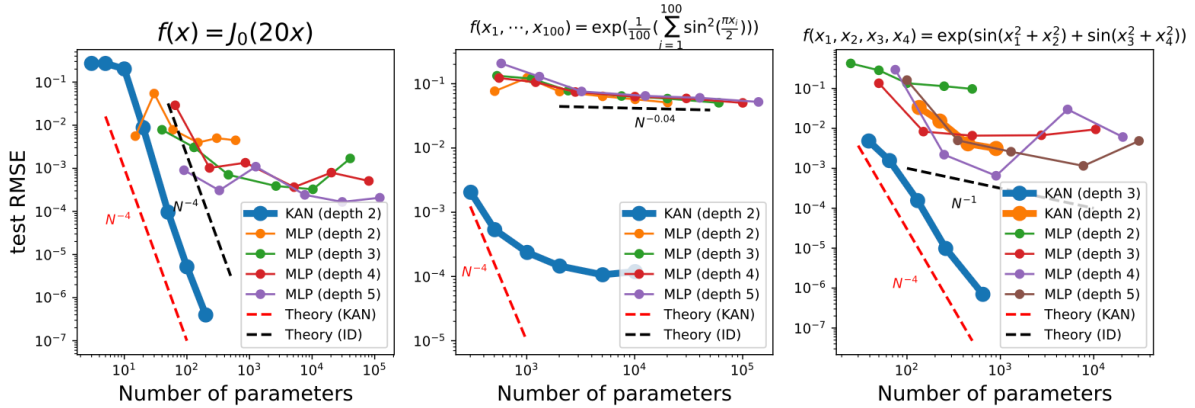 f(x) = J₀(20x)
test RMSE
10⁻¹
10⁻²
10⁻³
10⁻⁴
10⁻⁵
10⁻⁶
10⁻⁷
N⁻⁴
N⁻⁴
KAN (depth 2)
MLP (depth 2)
MLP (depth 3)
MLP (depth 4)
MLP (depth 5)
Theory (KAN)
Theory (ID)
10¹ 10² 10³ 10⁴ 10⁵
Number of parameters
f(x₁, ⋯, x₁₀₀) = exp(1/100(∑_{i=1}^{100} sin²(πxᵢ/2)))
10⁰
10⁻¹
10⁻²
10⁻³
10⁻⁴
10⁻⁵
N⁻⁰·⁰⁴
N⁻⁴
KAN (depth 2)
MLP (depth 2)
MLP (depth 3)
MLP (depth 4)
MLP (depth 5)
Theory (KAN)
Theory (ID)
10³ 10⁴ 10⁵
Number of parameters
f(x₁, x₂, x₃, x₄) = exp(sin(x₁² + x₂²) + sin(x₃² + x₄²))
10⁻¹
10⁻²
10⁻³
10⁻⁴
10⁻⁵
10⁻⁶
10⁻⁷
N⁻¹
N⁻⁴
KAN (depth 3)
KAN (depth 2)
MLP (depth 2)
MLP (depth 3)
MLP (depth 4)
MLP (depth 5)
Theory (KAN)
Theory (ID)
10² 10³ 10⁴
Number of parameters